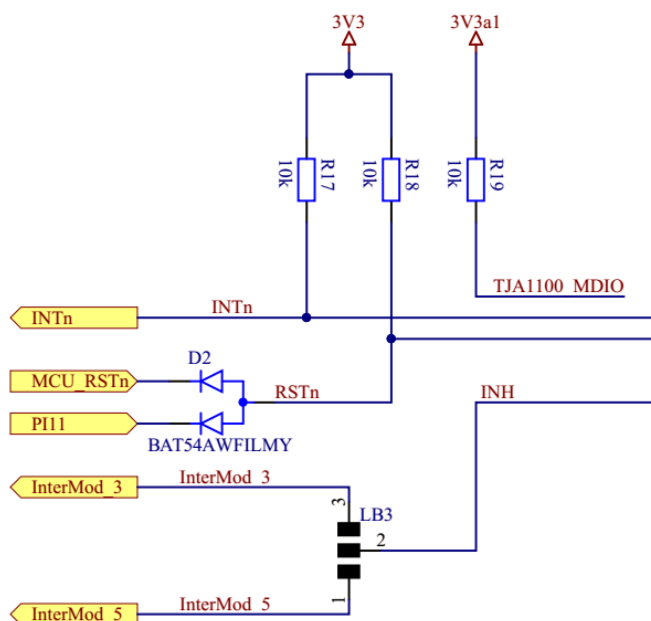 3V3
3V3a1
R17
10k
R18
10k
R19
10k
TJA1100_MDIO
INTn
INTn
D2
MCU_RSTn
RSTn
INH
PI11
BAT54AWFILMY
InterMod_3
InterMod_3
3
LB3
2
1
InterMod_5
InterMod_5